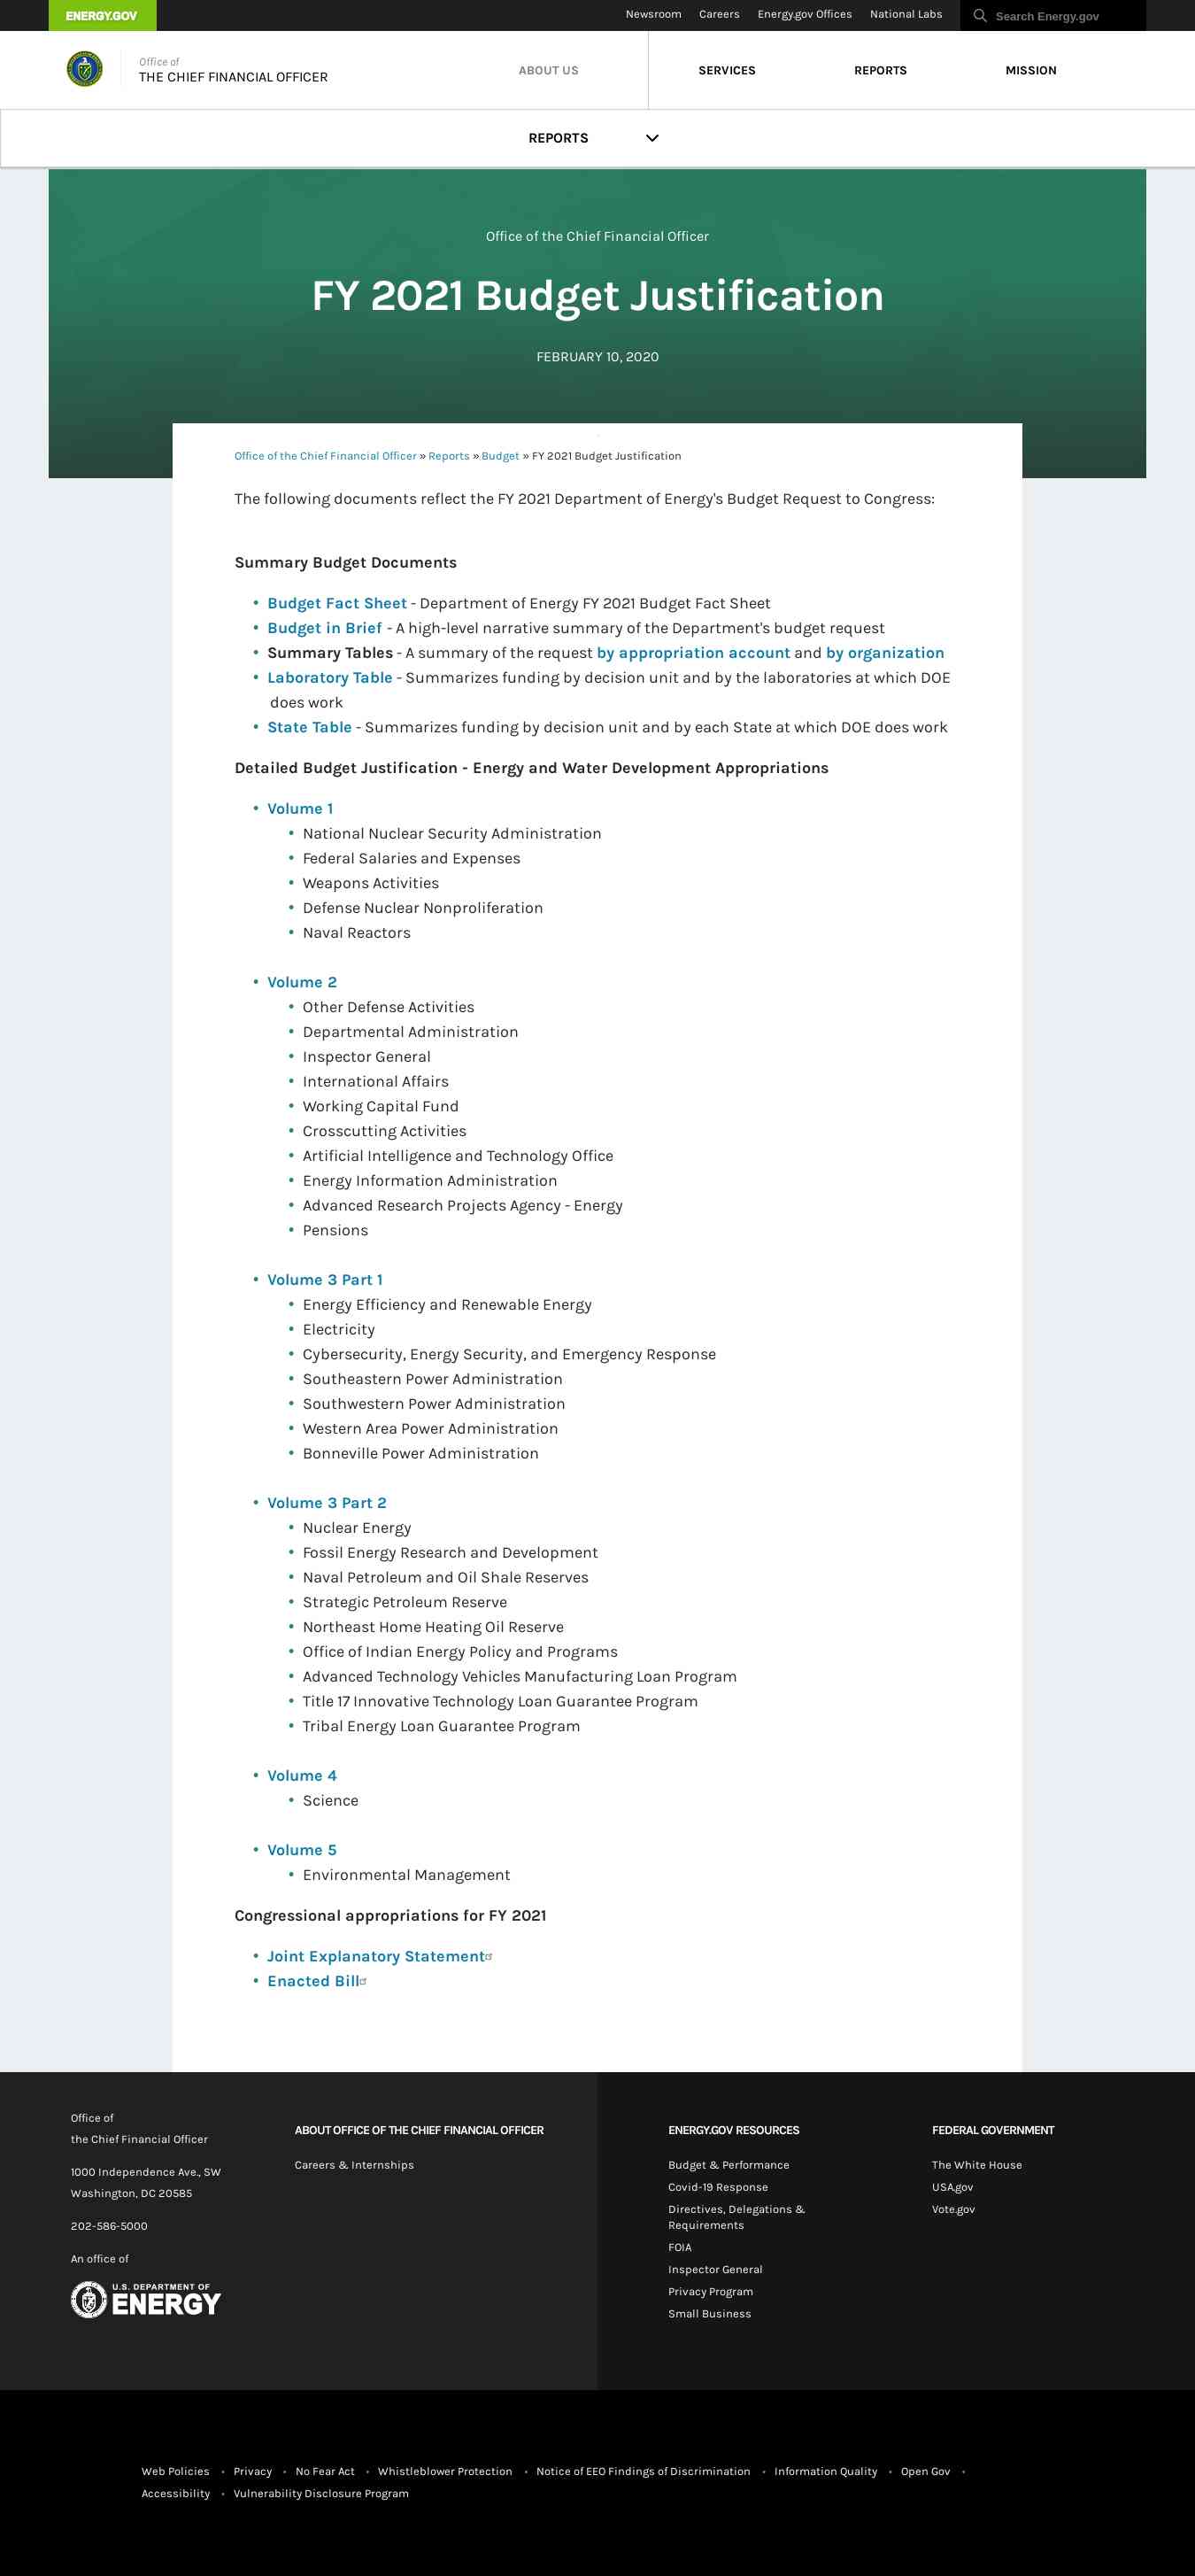 ENERGY.GOV
Newsroom Careers Energy.gov Offices National Labs Search Energy.gov
Office of
THE CHIEF FINANCIAL OFFICER
ABOUT US SERVICES REPORTS MISSION
REPORTS
Office of the Chief Financial Officer
FY 2021 Budget Justification
FEBRUARY 10, 2020
Office of the Chief Financial Officer » Reports » Budget » FY 2021 Budget Justification
The following documents reflect the FY 2021 Department of Energy's Budget Request to Congress:
Summary Budget Documents
• Budget Fact Sheet - Department of Energy FY 2021 Budget Fact Sheet
• Budget in Brief - A high-level narrative summary of the Department's budget request
• Summary Tables - A summary of the request by appropriation account and by organization
• Laboratory Table - Summarizes funding by decision unit and by the laboratories at which DOE
does work
• State Table - Summarizes funding by decision unit and by each State at which DOE does work
Detailed Budget Justification - Energy and Water Development Appropriations
• Volume 1
• National Nuclear Security Administration
• Federal Salaries and Expenses
• Weapons Activities
• Defense Nuclear Nonproliferation
• Naval Reactors
• Volume 2
• Other Defense Activities
• Departmental Administration
• Inspector General
• International Affairs
• Working Capital Fund
• Crosscutting Activities
• Artificial Intelligence and Technology Office
• Energy Information Administration
• Advanced Research Projects Agency - Energy
• Pensions
• Volume 3 Part 1
• Energy Efficiency and Renewable Energy
• Electricity
• Cybersecurity, Energy Security, and Emergency Response
• Southeastern Power Administration
• Southwestern Power Administration
• Western Area Power Administration
• Bonneville Power Administration
• Volume 3 Part 2
• Nuclear Energy
• Fossil Energy Research and Development
• Naval Petroleum and Oil Shale Reserves
• Strategic Petroleum Reserve
• Northeast Home Heating Oil Reserve
• Office of Indian Energy Policy and Programs
• Advanced Technology Vehicles Manufacturing Loan Program
• Title 17 Innovative Technology Loan Guarantee Program
• Tribal Energy Loan Guarantee Program
• Volume 4
• Science
• Volume 5
• Environmental Management
Congressional appropriations for FY 2021
• Joint Explanatory Statement
• Enacted Bill
Office of
the Chief Financial Officer
1000 Independence Ave., SW
Washington, DC 20585
202-586-5000
An office of
U.S. DEPARTMENT OF
ENERGY
ABOUT OFFICE OF THE CHIEF FINANCIAL OFFICER
Careers & Internships
ENERGY.GOV RESOURCES
Budget & Performance
Covid-19 Response
Directives, Delegations &
Requirements
FOIA
Inspector General
Privacy Program
Small Business
FEDERAL GOVERNMENT
The White House
USA.gov
Vote.gov
Web Policies • Privacy • No Fear Act • Whistleblower Protection • Notice of EEO Findings of Discrimination • Information Quality • Open Gov •
Accessibility • Vulnerability Disclosure Program